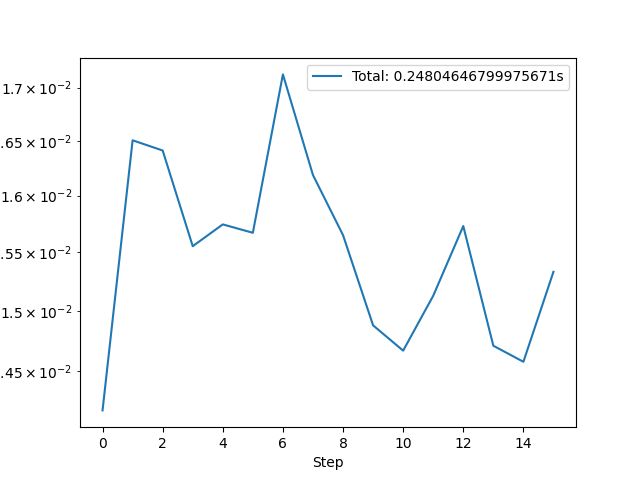 Total: 0.24804646799975671s
1.7 × 10⁻²
.65 × 10⁻²
1.6 × 10⁻²
.55 × 10⁻²
1.5 × 10⁻²
.45 × 10⁻²
0 2 4 6 8 10 12 14
Step